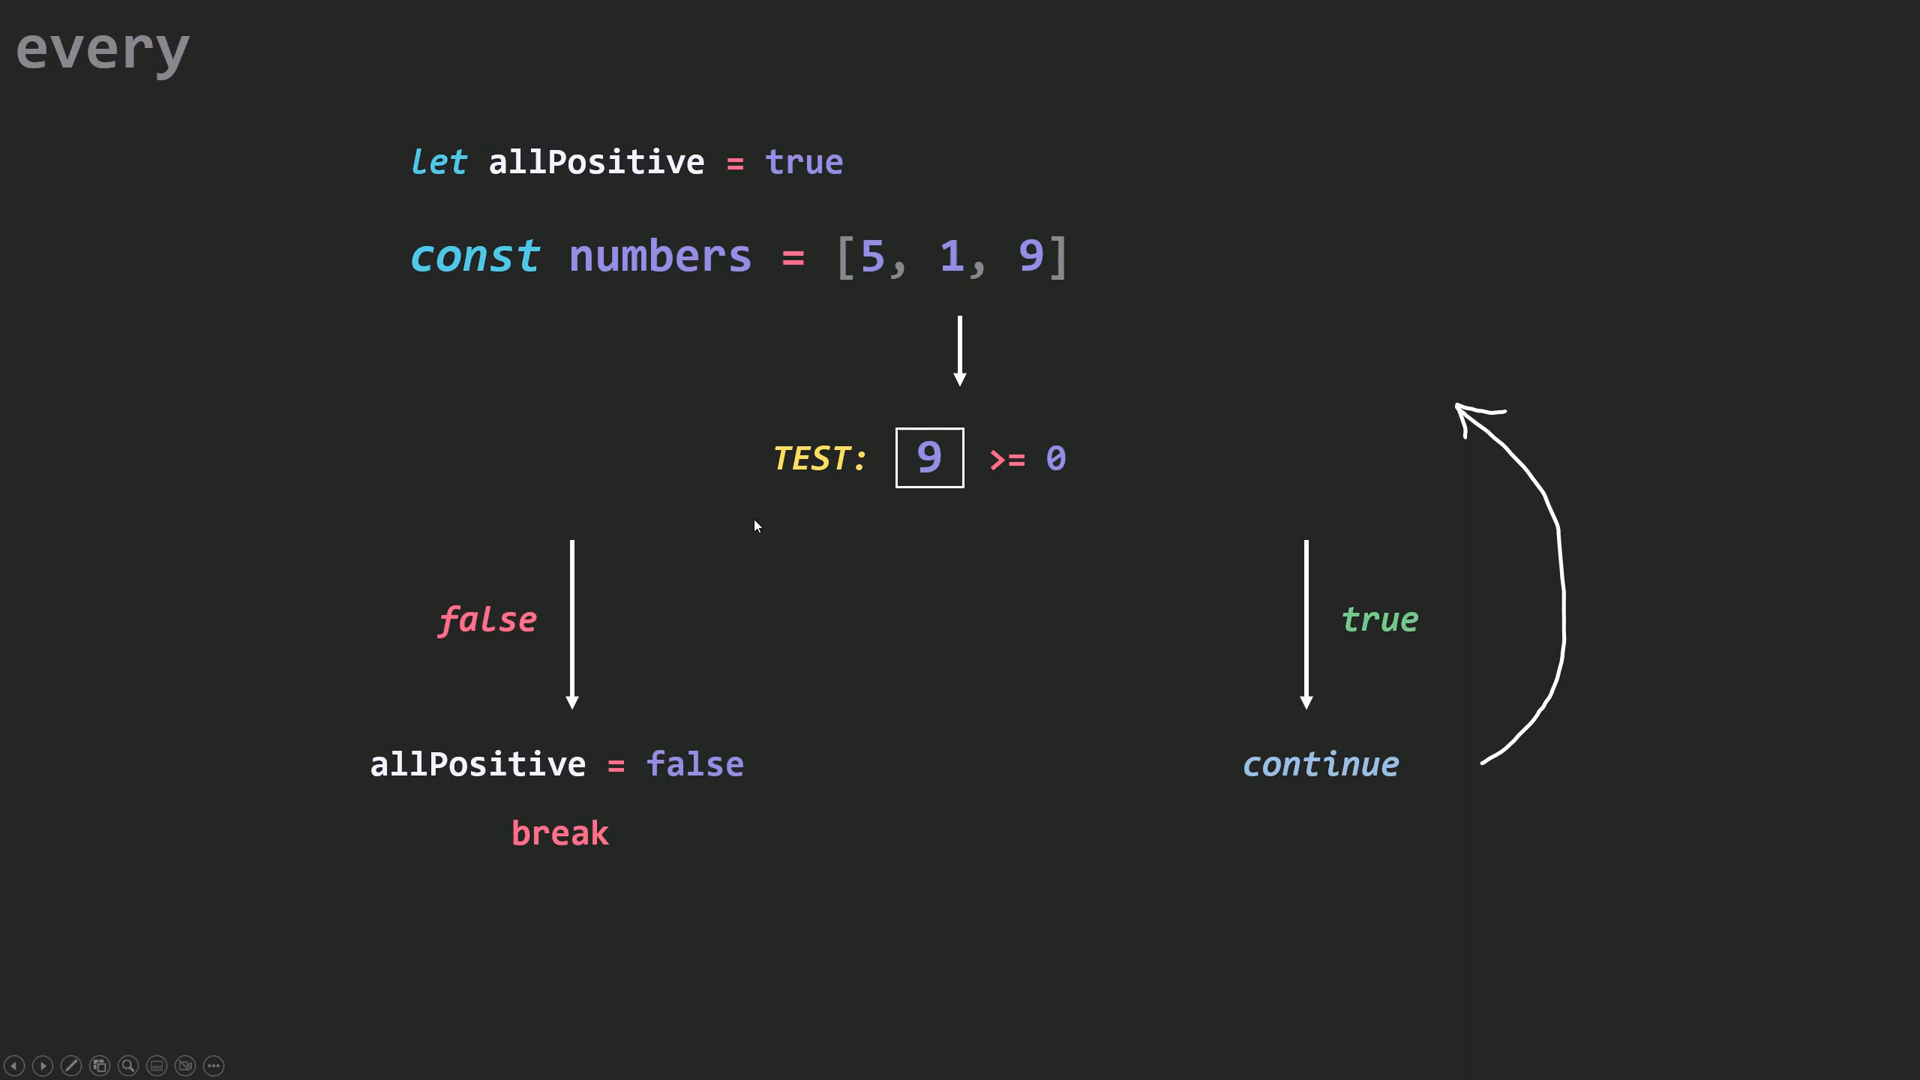 every
let allPositive = true
const numbers = [5, 1, 9]
TEST: 9 >= 0
false
true
allPositive = false
continue
break